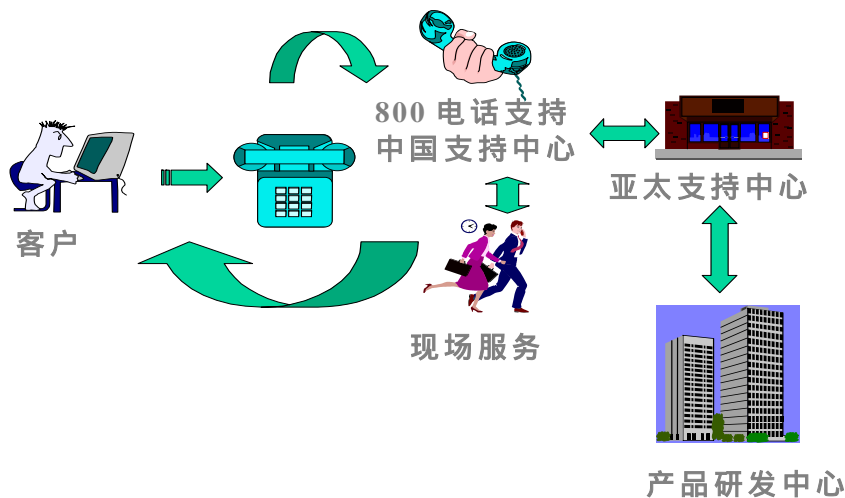 800 电话支持
中国支持中心
亚太支持中心
客户
现场服务
产品研发中心